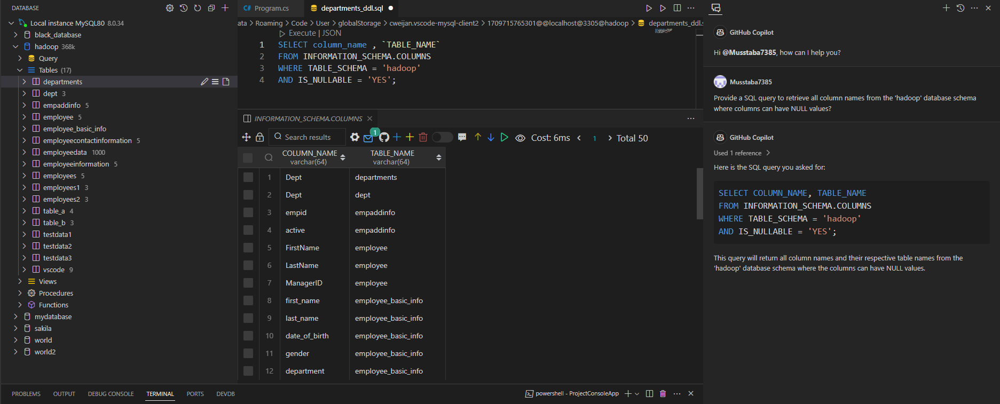 DATABASE
Local instance MySQL80 8.0.34
black_database
hadoop 368k
Query
Tables (17)
departments
dept 3
empaddinfo 5
employee 5
employee_basic_info
employeecontactinformation 5
employeedata 1000
employeeinformation 5
employees 5
employees1 3
employees2 3
table_a 4
table_b 3
testdata1
testdata2
testdata3
vscode 9
Views
Procedures
Functions
mydatabase
sakila
world
world2
C# Program.cs
departments_ddl.sql
ata > Roaming > Code > User > globalStorage > cweijan.vscode-mysql-client2 > 1709715765301@@localhost@3305@hadoop > departments_ddl.s
Execute | JSON
1 SELECT column_name , `TABLE_NAME`
2 FROM INFORMATION_SCHEMA.COLUMNS
3 WHERE TABLE_SCHEMA = 'hadoop'
4 AND IS_NULLABLE = 'YES';
INFORMATION_SCHEMA.COLUMNS
Search results 1 Cost: 6ms 1 Total 50
COLUMN_NAME TABLE_NAME
varchar(64) varchar(64)
1 Dept departments
2 Dept dept
3 empid empaddinfo
4 active empaddinfo
5 FirstName employee
6 LastName employee
7 ManagerID employee
8 first_name employee_basic_info
9 last_name employee_basic_info
10 date_of_birth employee_basic_info
11 gender employee_basic_info
12 department employee_basic_info
GitHub Copilot
Hi @Musstaba7385, how can I help you?
Musstaba7385
Provide a SQL query to retrieve all column names from the 'hadoop' database schema
where columns can have NULL values?
GitHub Copilot
Used 1 reference
Here is the SQL query you asked for:
SELECT COLUMN_NAME, TABLE_NAME
FROM INFORMATION_SCHEMA.COLUMNS
WHERE TABLE_SCHEMA = 'hadoop'
AND IS_NULLABLE = 'YES';
This query will return all column names and their respective table names from the
'hadoop' database schema where the columns can have NULL values.
PROBLEMS OUTPUT DEBUG CONSOLE TERMINAL PORTS DEVDB
powershell - ProjectConsoleApp